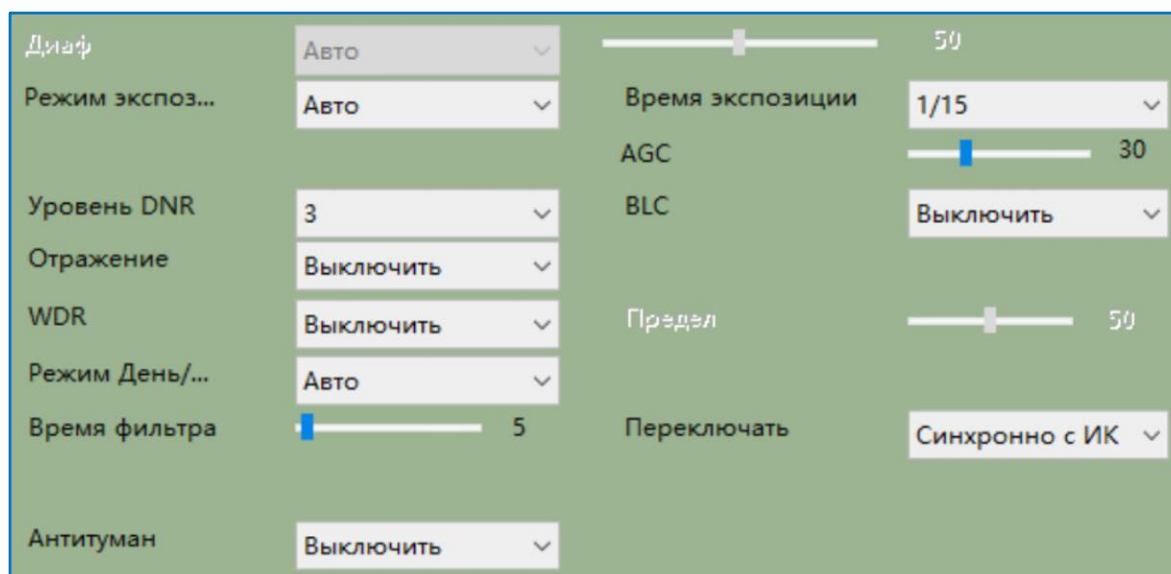 Диаф Авто 50
Режим экспоз... Авто Время экспозиции 1/15
AGC 30
Уровень DNR 3 BLC Выключить
Отражение Выключить
WDR Выключить Предел 50
Режим День/... Авто
Время фильтра 5 Переключать Синхронно с ИК
Антитуман Выключить